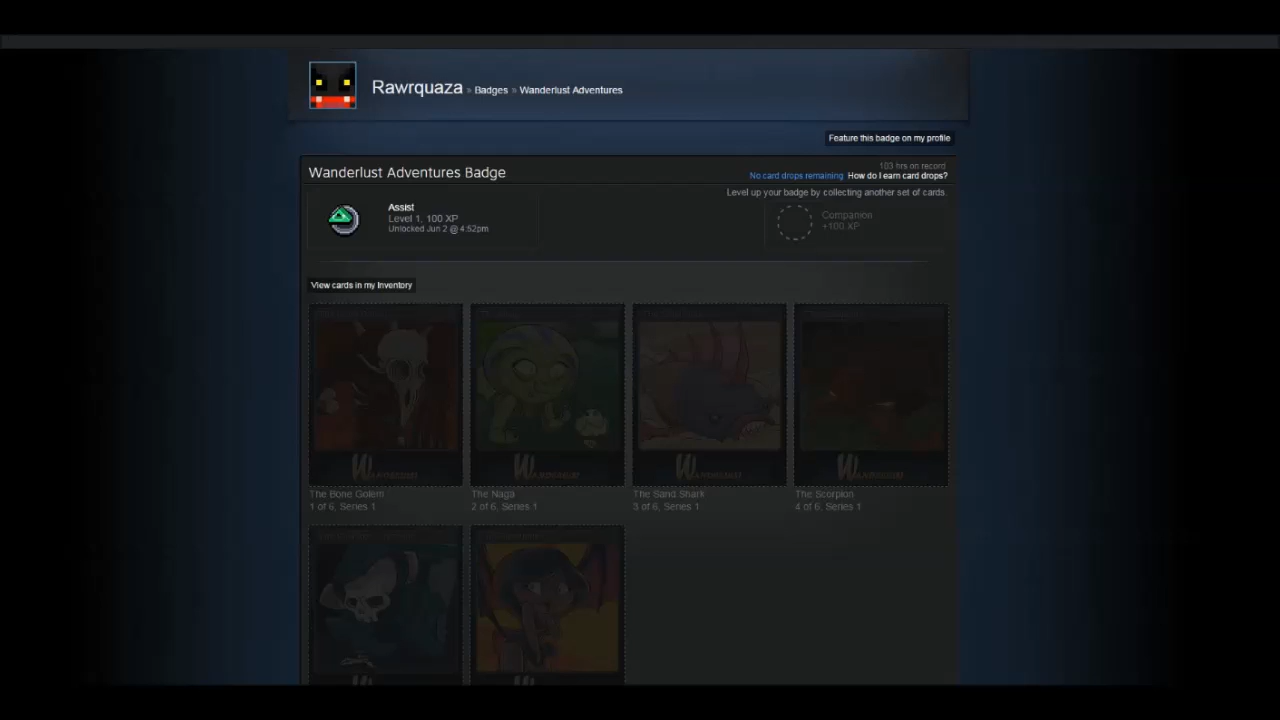 Rawrquaza » Badges » Wanderlust Adventures
Feature this badge on my profile
Wanderlust Adventures Badge
103 hrs on record
No card drops remaining How do I earn card drops?
Level up your badge by collecting another set of cards.
Assist
Level 1, 100 XP
Unlocked Jun 2 @ 4:52pm
Companion
+100 XP
View cards in my Inventory
The Bone Golem
1 of 6, Series 1
The Naga
2 of 6, Series 1
The Sand Shark
3 of 6, Series 1
The Scorpion
4 of 6, Series 1